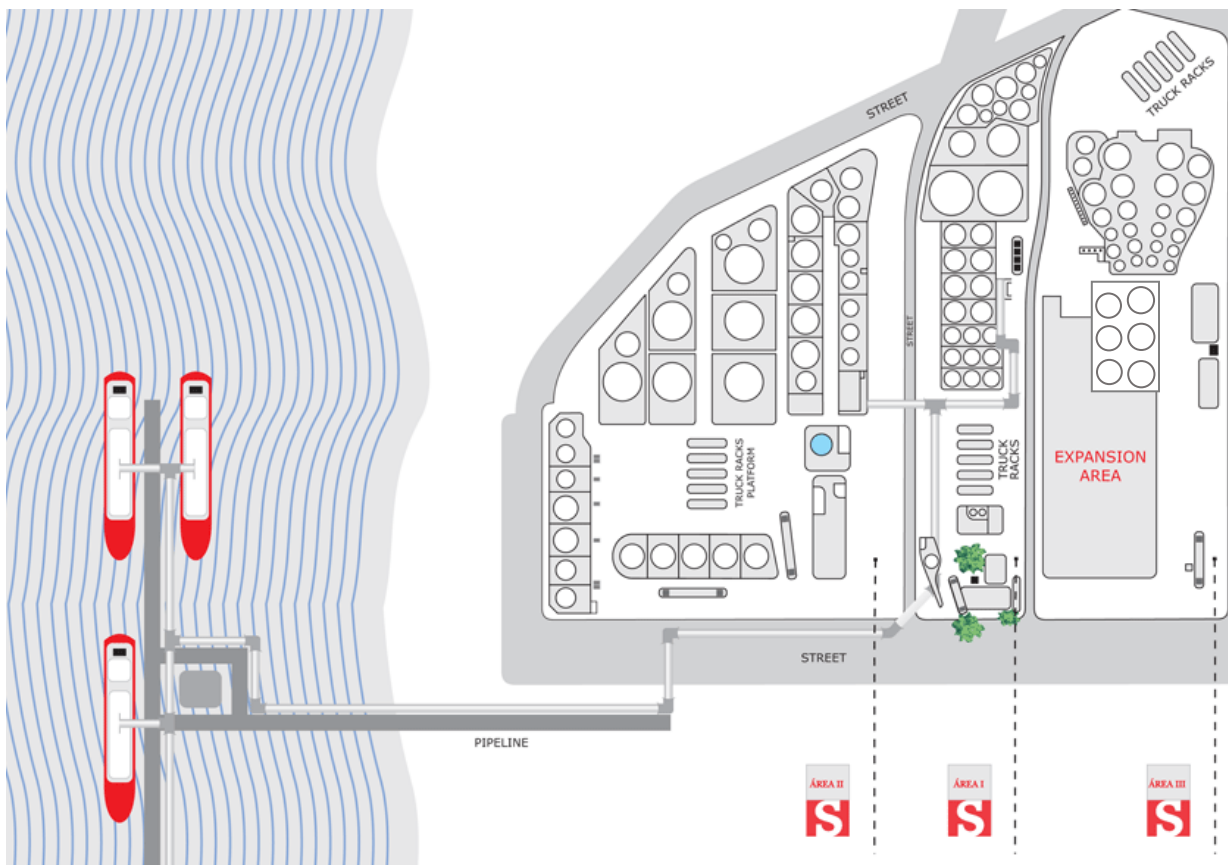 TRUCK RACKS
STREET
STREET
TRUCK RACKS
PLATFORM
TRUCK
RACKS
EXPANSION
AREA
STREET
PIPELINE
ÁREA II
S
ÁREA I
S
ÁREA III
S